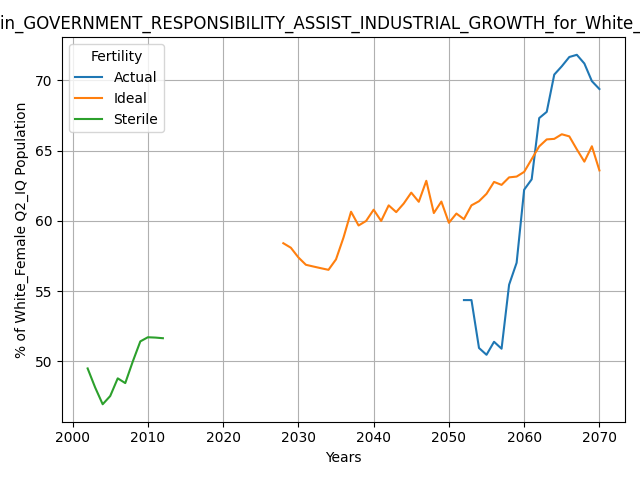 in_GOVERNMENT_RESPONSIBILITY_ASSIST_INDUSTRIAL_GROWTH_for_White_
Fertility
Actual
Ideal
Sterile
% of White_Female Q2_IQ Population
70
65
60
55
50
2000 2010 2020 2030 2040 2050 2060 2070
Years